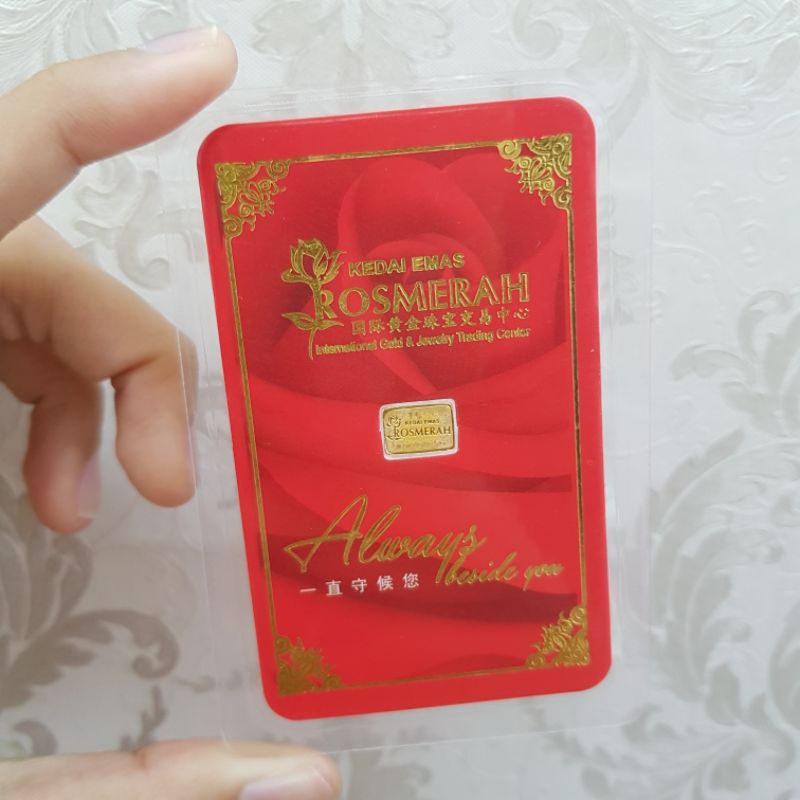 KEDAI EMAS
ROSMERAH
国际黄金珠宝交易中心
International Gold & Jewelry Trading Center
KEDAI EMAS
ROSMERAH
Always
beside you
一直守候您